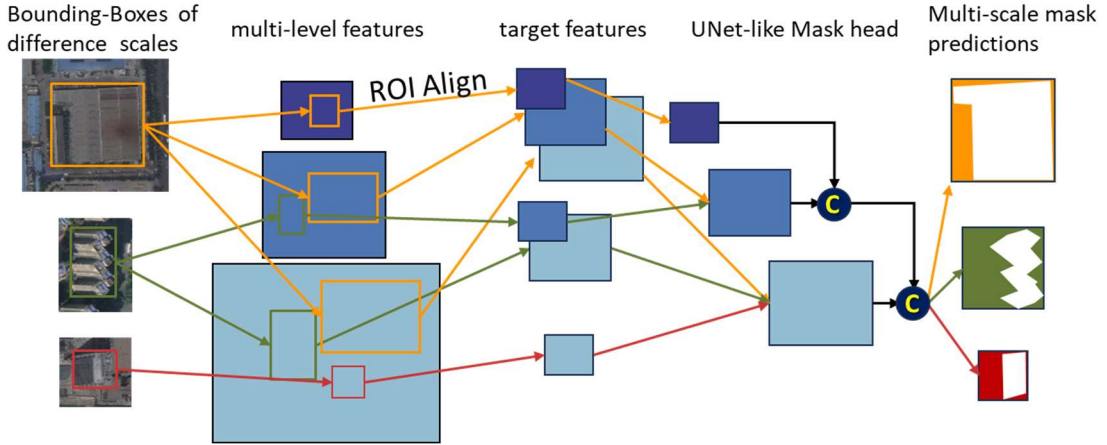 Bounding-Boxes of
difference scales
multi-level features
target features
UNet-like Mask head
Multi-scale mask
predictions
ROI Align
C
C